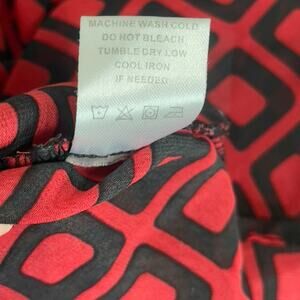 MACHINE WASH COLD
DO NOT BLEACH
TUMBLE DRY LOW
COOL IRON
IF NEEDED